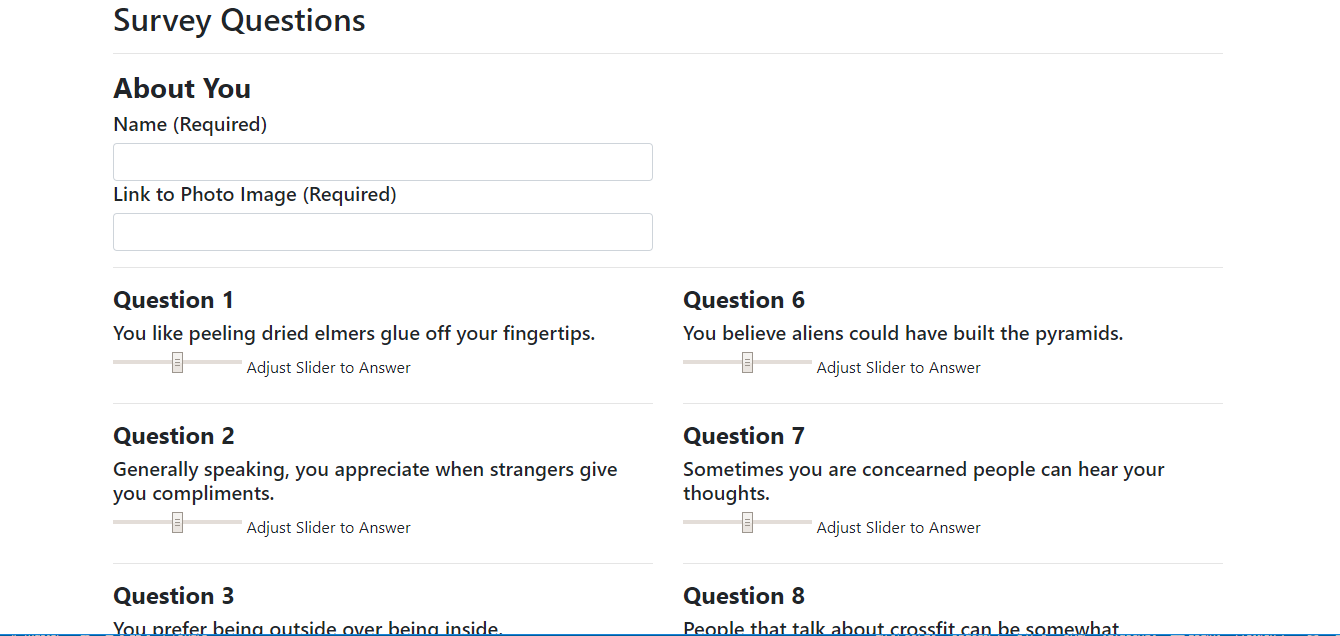 Survey Questions
About You
Name (Required)
Link to Photo Image (Required)
Question 1
You like peeling dried elmers glue off your fingertips.
Adjust Slider to Answer
Question 2
Generally speaking, you appreciate when strangers give
you compliments.
Adjust Slider to Answer
Question 3
You prefer being outside over being inside.
Question 6
You believe aliens could have built the pyramids.
Adjust Slider to Answer
Question 7
Sometimes you are concearned people can hear your
thoughts.
Adjust Slider to Answer
Question 8
People that talk about crossfit can be somewhat